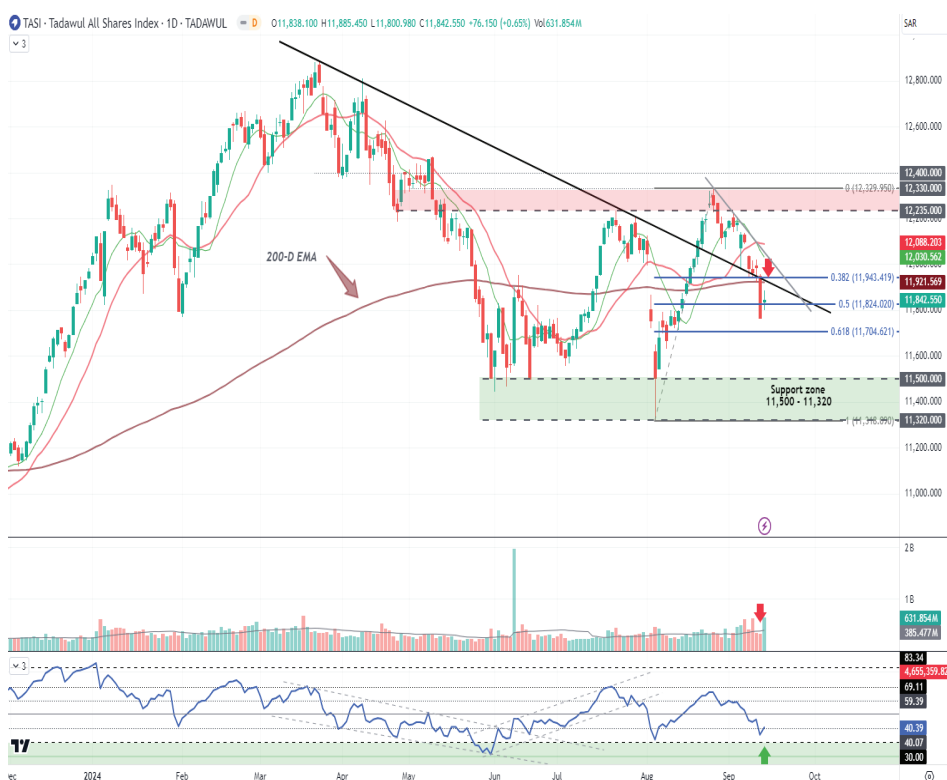 TASI · Tadawul All Shares Index · 1D · TADAWUL D O11,838.100 H11,885.450 L11,800.980 C11,842.550 +76.150 (+0.65%) Vol631.854M SAR
3
12,800.000
12,600.000
12,400.000
0 (12,329.950) 12,330.000
12,235.000
12,088.203
200-D EMA 12,030.562
0.382 (11,943.419) 11,921.569
0.5 (11,824.020) 11,842.550
0.618 (11,704.621)
11,600.000
11,500.000
Support zone
11,500 - 11,320
11,400.000
11,320.000
11,200.000
11,000.000
2B
1B
631.854M
385.477M
3
83.34
4,655,359.82
69.11
59.39
40.39
40.07
30.00
2024 Feb Mar Apr May Jun Jul Aug Sep Oct